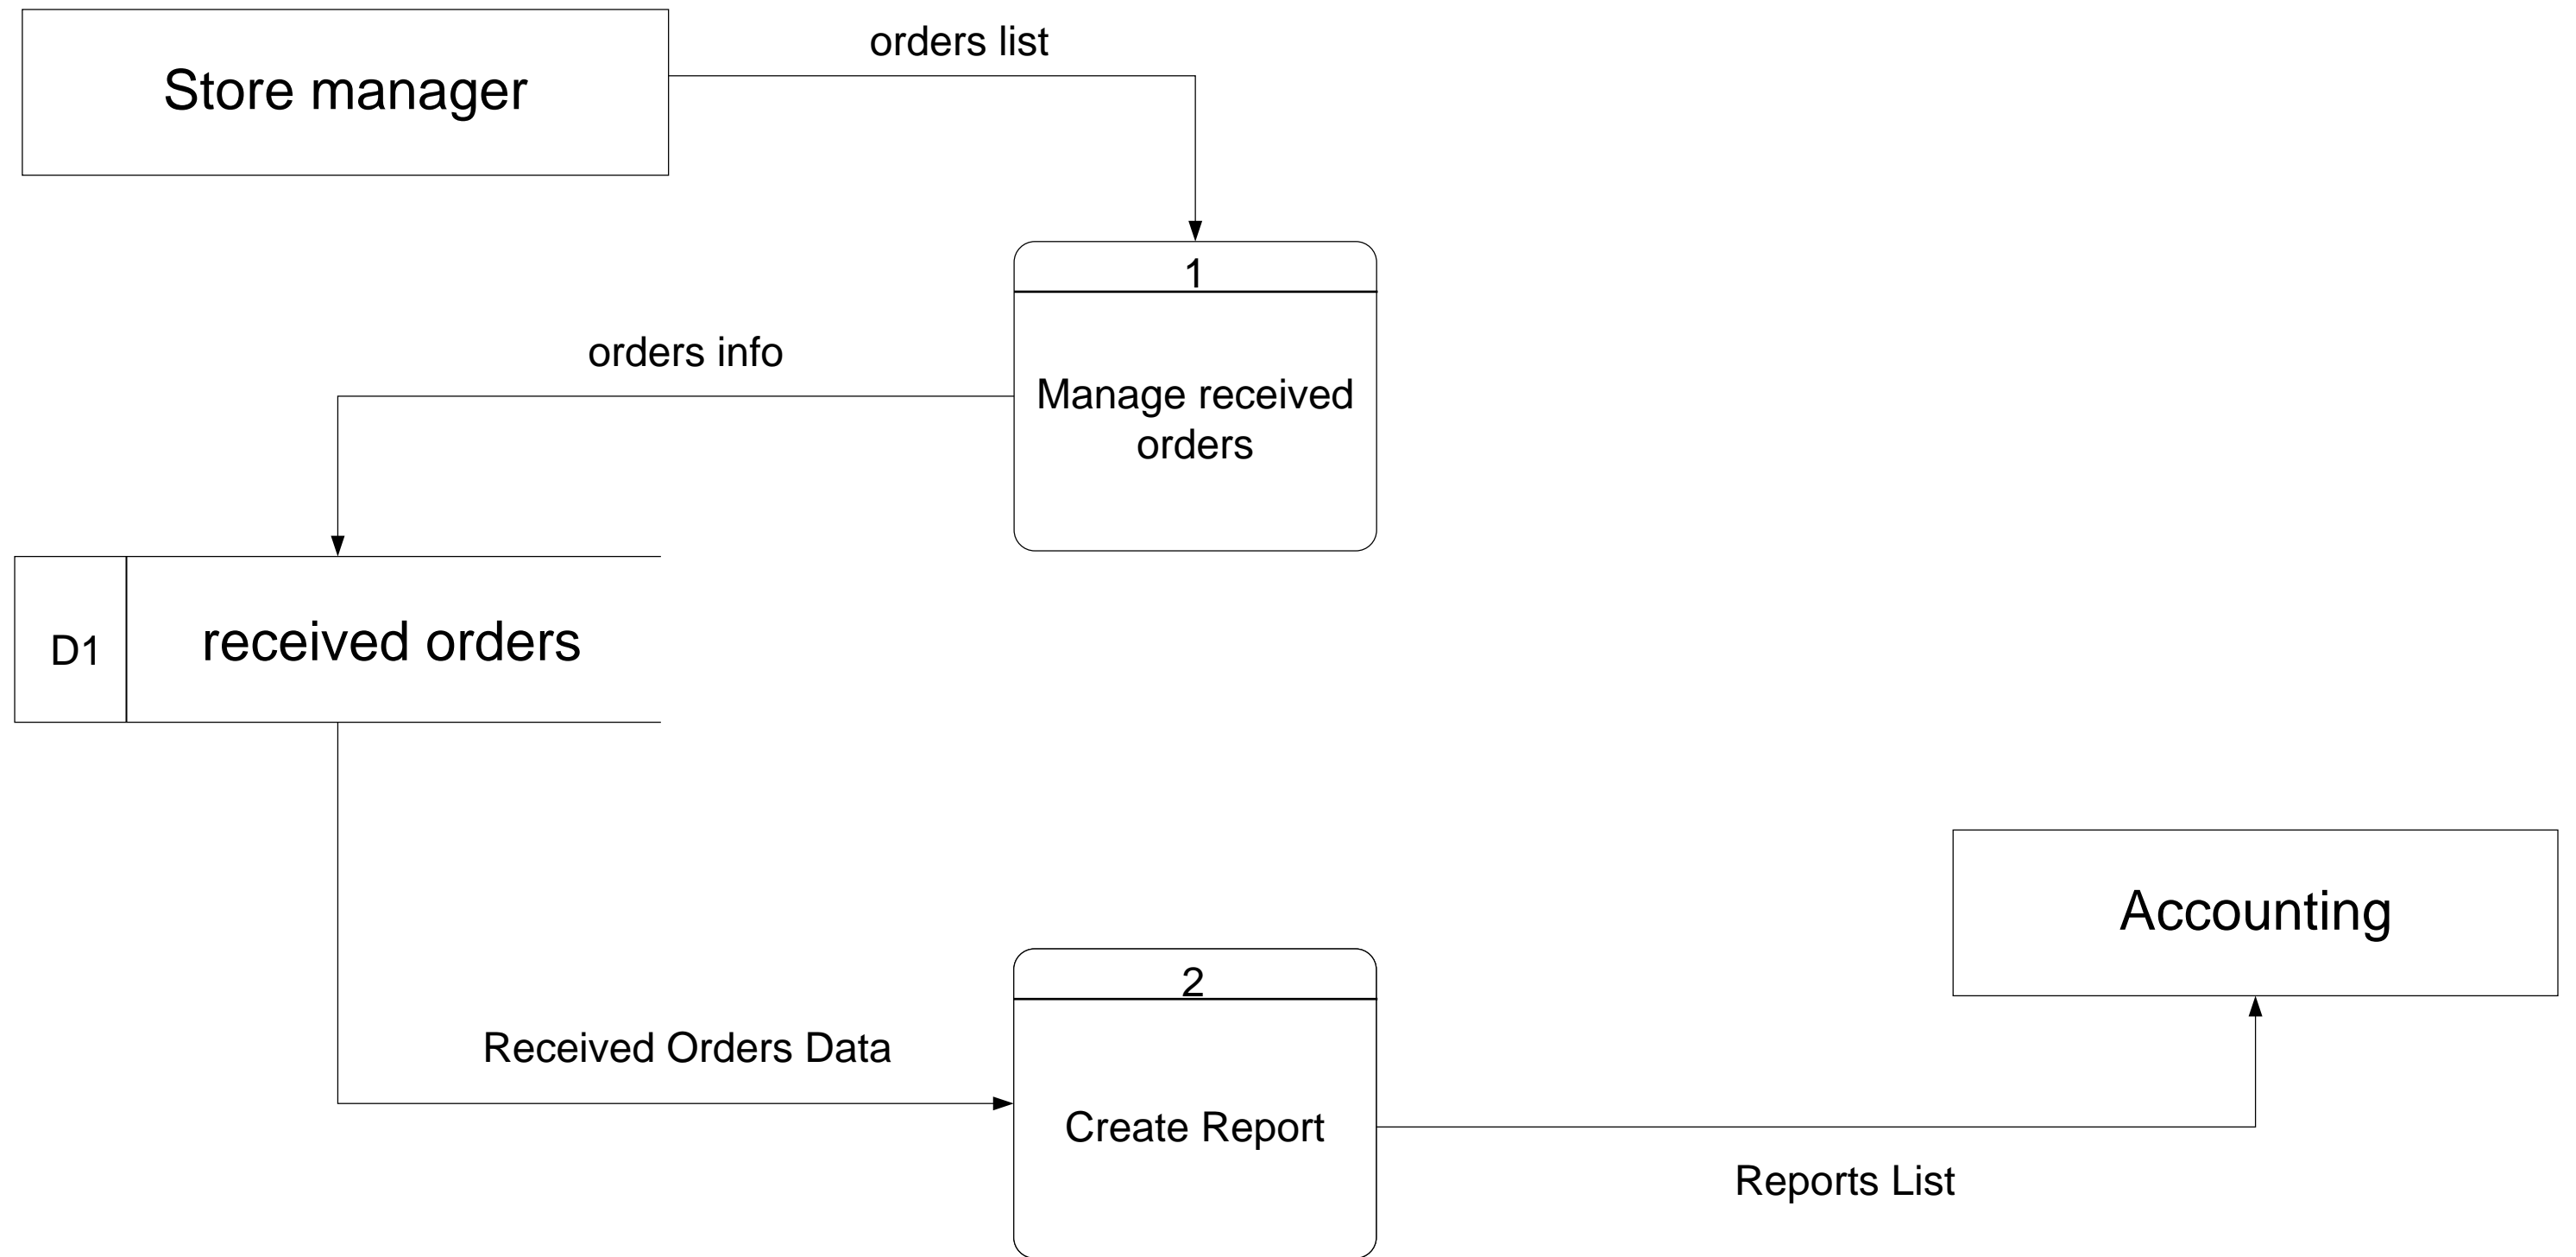 orders list
Store manager
1
orders info
Manage received
orders
D1
received orders
Accounting
2
Received Orders Data
Create Report
Reports List